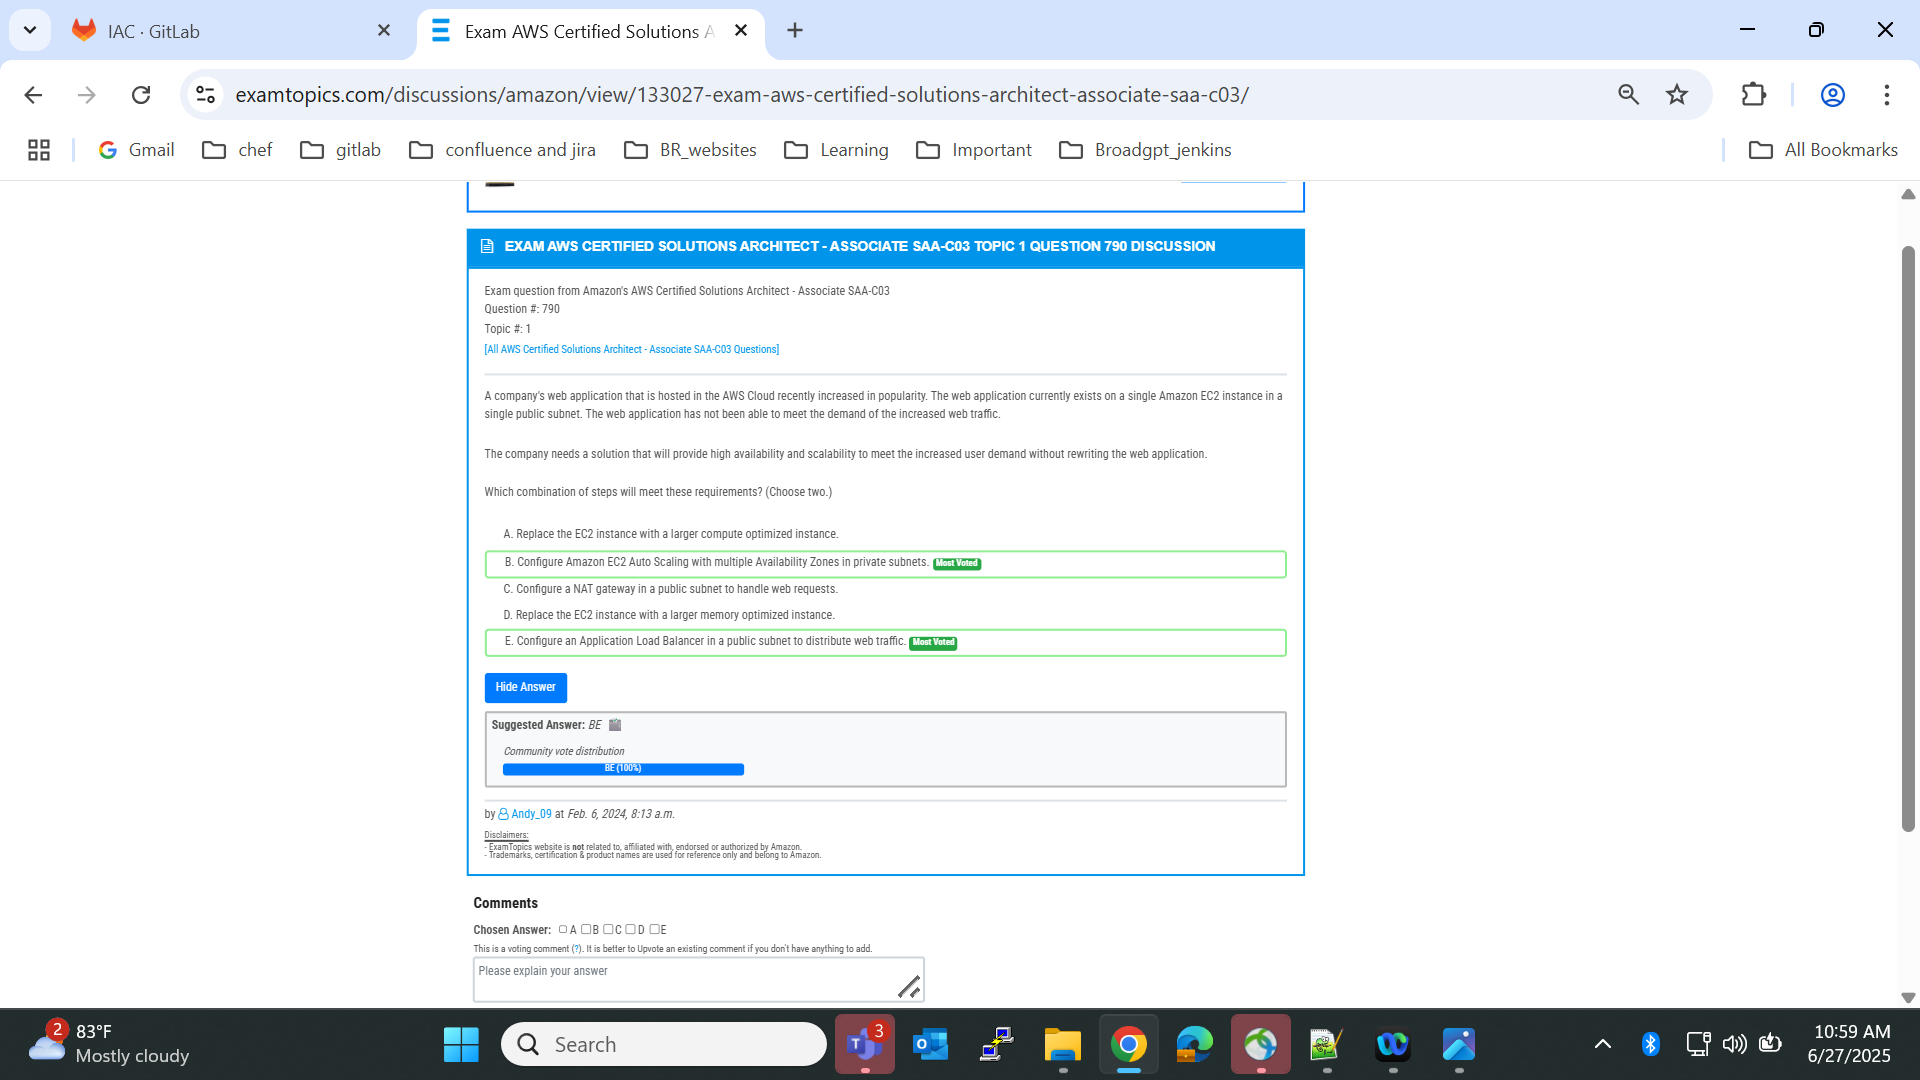 IAC · GitLab
Exam AWS Certified Solutions A
examtopics.com/discussions/amazon/view/133027-exam-aws-certified-solutions-architect-associate-saa-c03/
Gmail
chef
gitlab
confluence and jira
BR_websites
Learning
Important
Broadgpt_jenkins
All Bookmarks
EXAM AWS CERTIFIED SOLUTIONS ARCHITECT - ASSOCIATE SAA-C03 TOPIC 1 QUESTION 790 DISCUSSION
Exam question from Amazon's AWS Certified Solutions Architect - Associate SAA-C03
Question #: 790
Topic #: 1
[All AWS Certified Solutions Architect - Associate SAA-C03 Questions]
A company's web application that is hosted in the AWS Cloud recently increased in popularity. The web application currently exists on a single Amazon EC2 instance in a
single public subnet. The web application has not been able to meet the demand of the increased web traffic.
The company needs a solution that will provide high availability and scalability to meet the increased user demand without rewriting the web application.
Which combination of steps will meet these requirements? (Choose two.)
A. Replace the EC2 instance with a larger compute optimized instance.
B. Configure Amazon EC2 Auto Scaling with multiple Availability Zones in private subnets. Most Voted
C. Configure a NAT gateway in a public subnet to handle web requests.
D. Replace the EC2 instance with a larger memory optimized instance.
E. Configure an Application Load Balancer in a public subnet to distribute web traffic. Most Voted
Hide Answer
Suggested Answer: BE
Community vote distribution
BE (100%)
by Andy_09 at Feb. 6, 2024, 8:13 a.m.
Disclaimers:
- ExamTopics website is not related to, affiliated with, endorsed or authorized by Amazon.
- Trademarks, certification & product names are used for reference only and belong to Amazon.
Comments
Chosen Answer: A B C D E
This is a voting comment (?). It is better to Upvote an existing comment if you don't have anything to add.
Please explain your answer
2
83°F
Mostly cloudy
Search
3
10:59 AM
6/27/2025